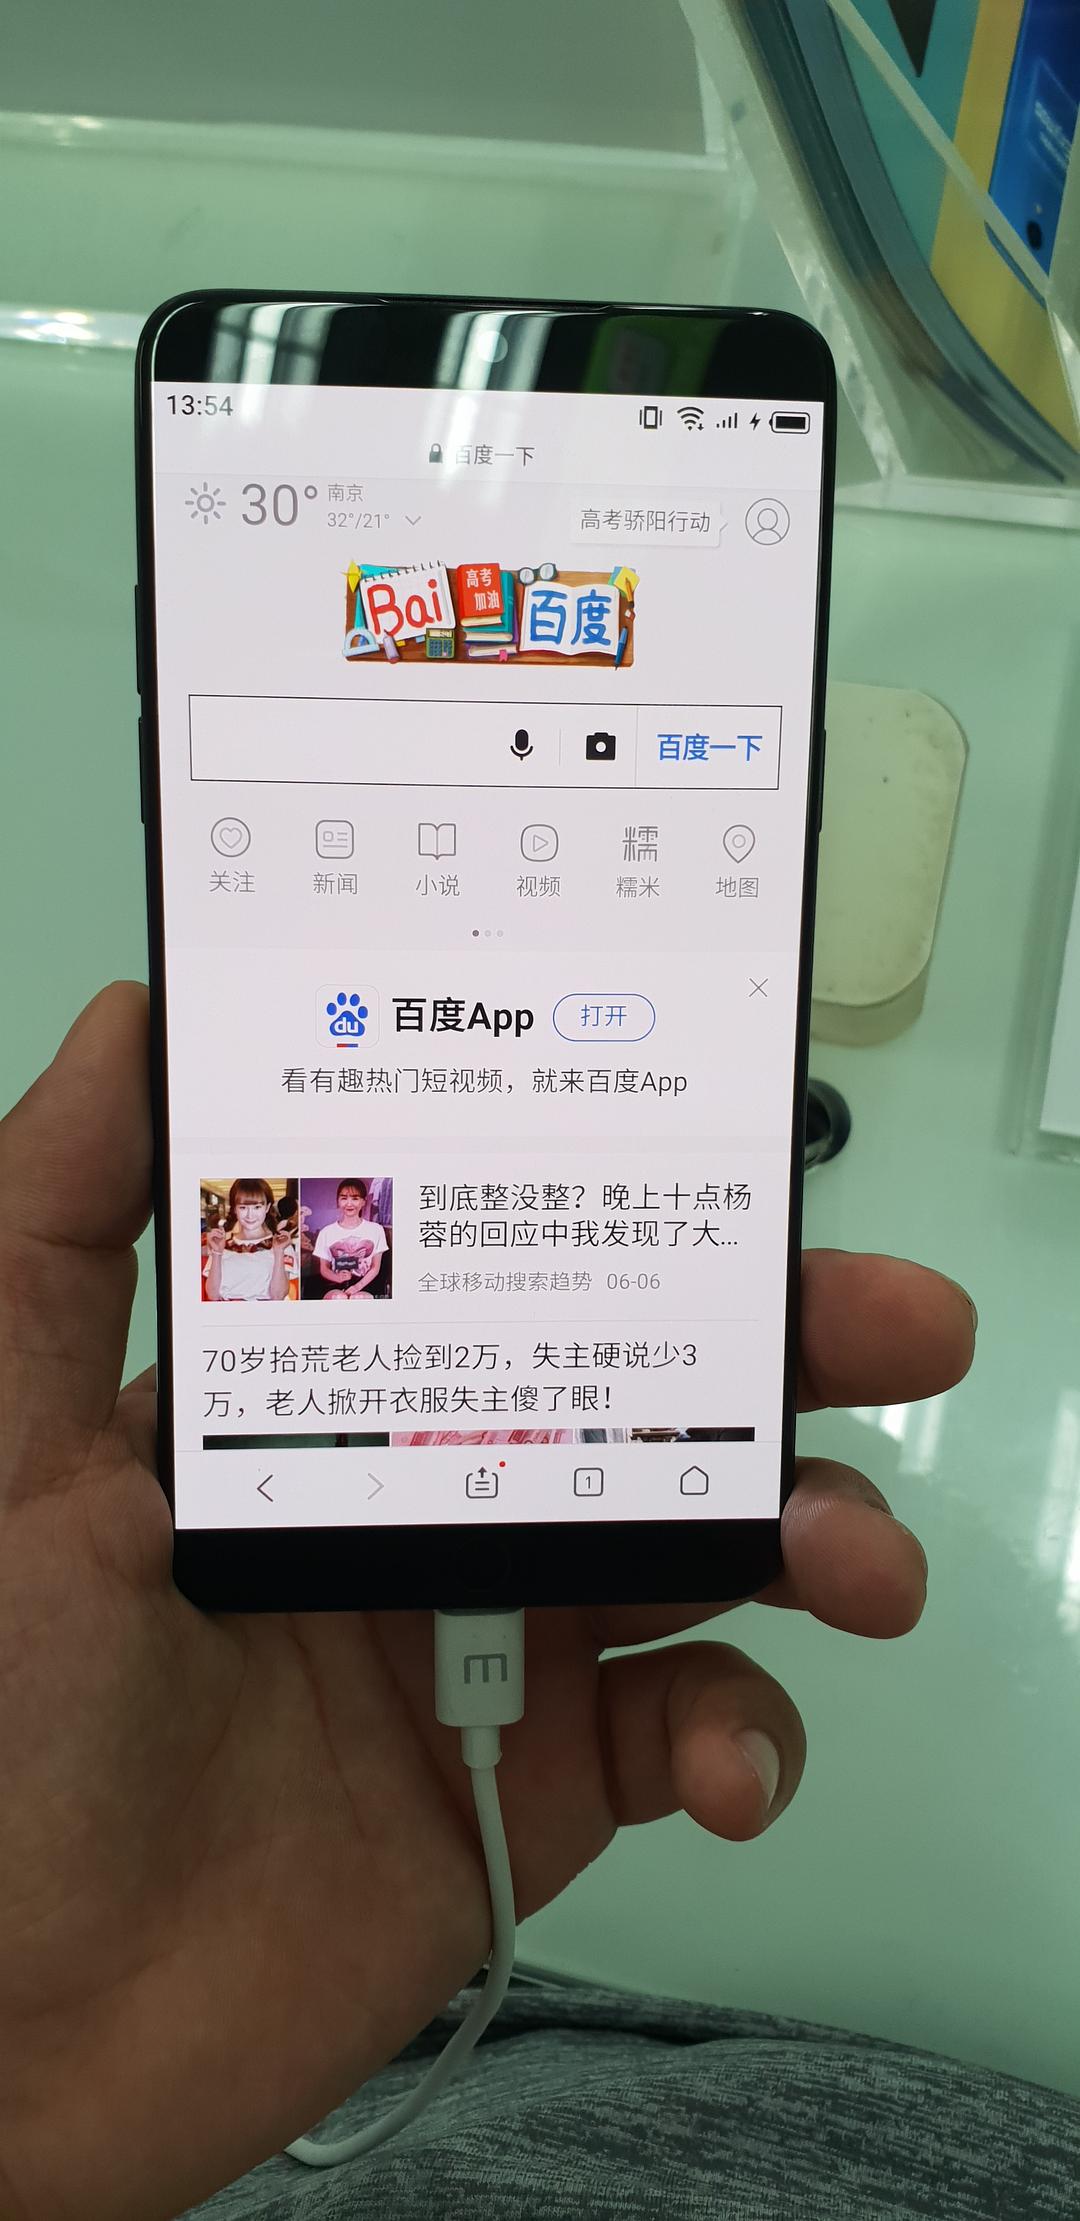 13:54
百度一下
30°
南京
32°/21°
高考骄阳行动
Bai
高考
加油
百度
百度一下
关注
新闻
小说
视频
糯
糯米
地图
du
百度App
打开
看有趣热门短视频，就来百度App
到底整没整？晚上十点杨
蓉的回应中我发现了大...
全球移动搜索趋势 06-06
70岁拾荒老人捡到2万，失主硬说少3
万，老人掀开衣服失主傻了眼！
1
m